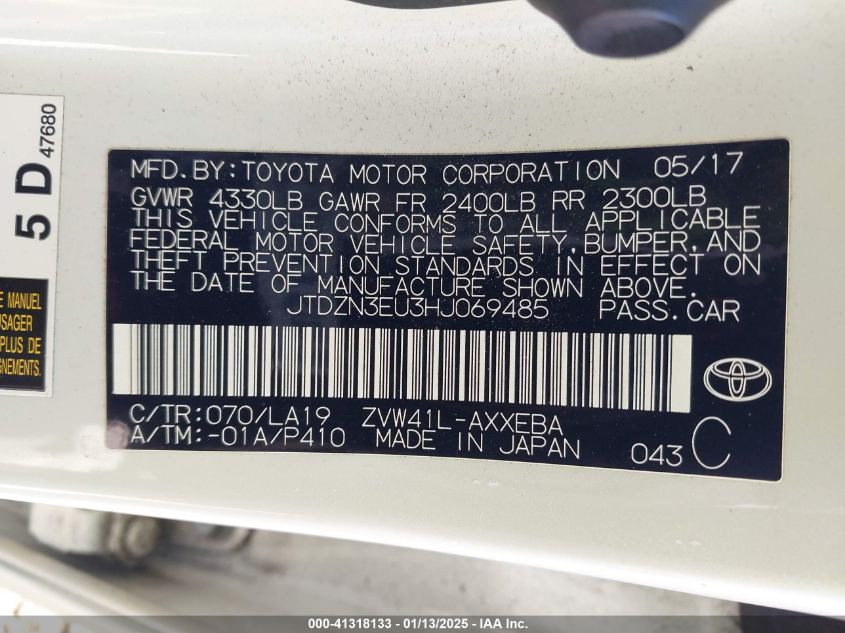 5 D 47680
E MANUEL
USAGER
PLUS DE
GNEMENTS.
MFD.BY:TOYOTA MOTOR CORPORATION 05/17
GVWR 4330LB GAWR FR 2400LB RR 2300LB
THIS VEHICLE CONFORMS TO ALL APPLICABLE
FEDERAL MOTOR VEHICLE SAFETY,BUMPER,AND
THEFT PREVENTION STANDARDS IN EFFECT ON
THE DATE OF MANUFACTURE SHOWN ABOVE.
JTDZN3EU3HJ069485 PASS.CAR
C/TR:070/LA19 ZVW41L-AXXEBA
A/TM:-01A/P410 MADE IN JAPAN 043 C
000-41318133 - 01/13/2025 - IAA Inc.